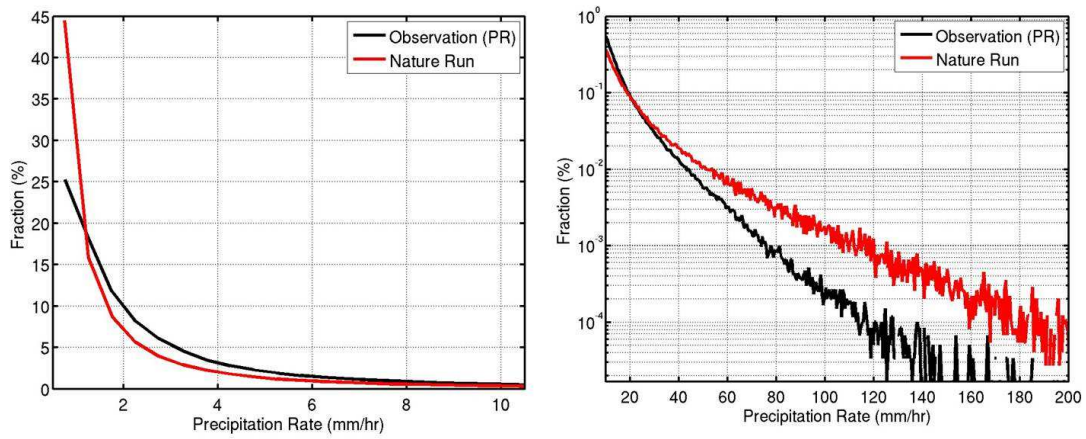 45
40
35
30
25
20
15
10
5
0
Fraction (%)
Observation (PR)
Nature Run
2 4 6 8 10
Precipitation Rate (mm/hr)
10^0
10^-1
10^-2
10^-3
10^-4
Fraction (%)
Observation (PR)
Nature Run
20 40 60 80 100 120 140 160 180 200
Precipitation Rate (mm/hr)